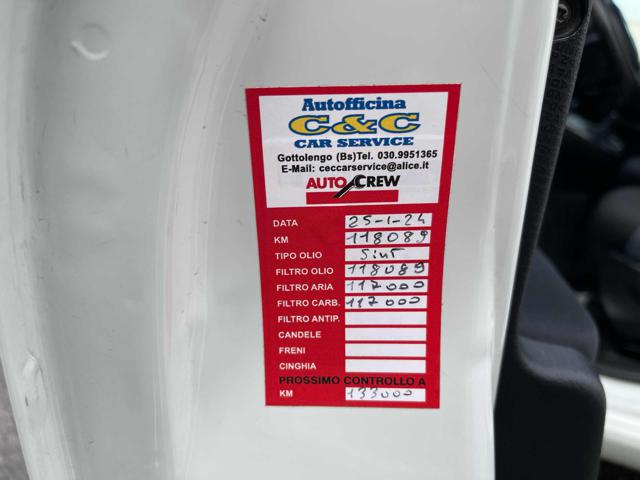 Autofficina
C&C
CAR SERVICE
Gottolengo (Bs)Tel. 030.9951365
E-Mail: ceccarservice@alice.it
AUTO CREW
DATA 25-1-24
KM 118089
TIPO OLIO Sint
FILTRO OLIO 118089
FILTRO ARIA 117000
FILTRO CARB. 117000
FILTRO ANTIP.
CANDELE
FRENI
CINGHIA
PROSSIMO CONTROLLO A
KM 133000